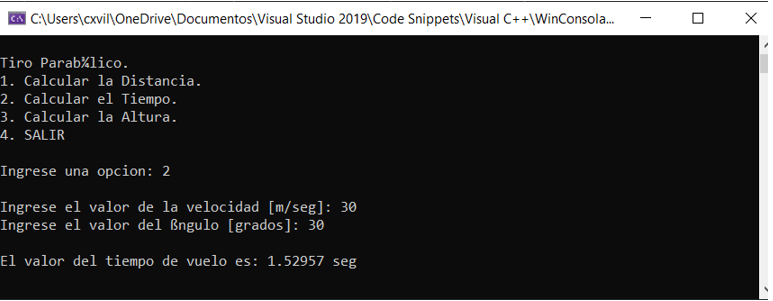 C:\Users\cxvil\OneDrive\Documentos\Visual Studio 2019\Code Snippets\Visual C++\WinConsola...
Tiro Parab¾lico.
1. Calcular la Distancia.
2. Calcular el Tiempo.
3. Calcular la Altura.
4. SALIR
Ingrese una opcion: 2
Ingrese el valor de la velocidad [m/seg]: 30
Ingrese el valor del ßngulo [grados]: 30
El valor del tiempo de vuelo es: 1.52957 seg